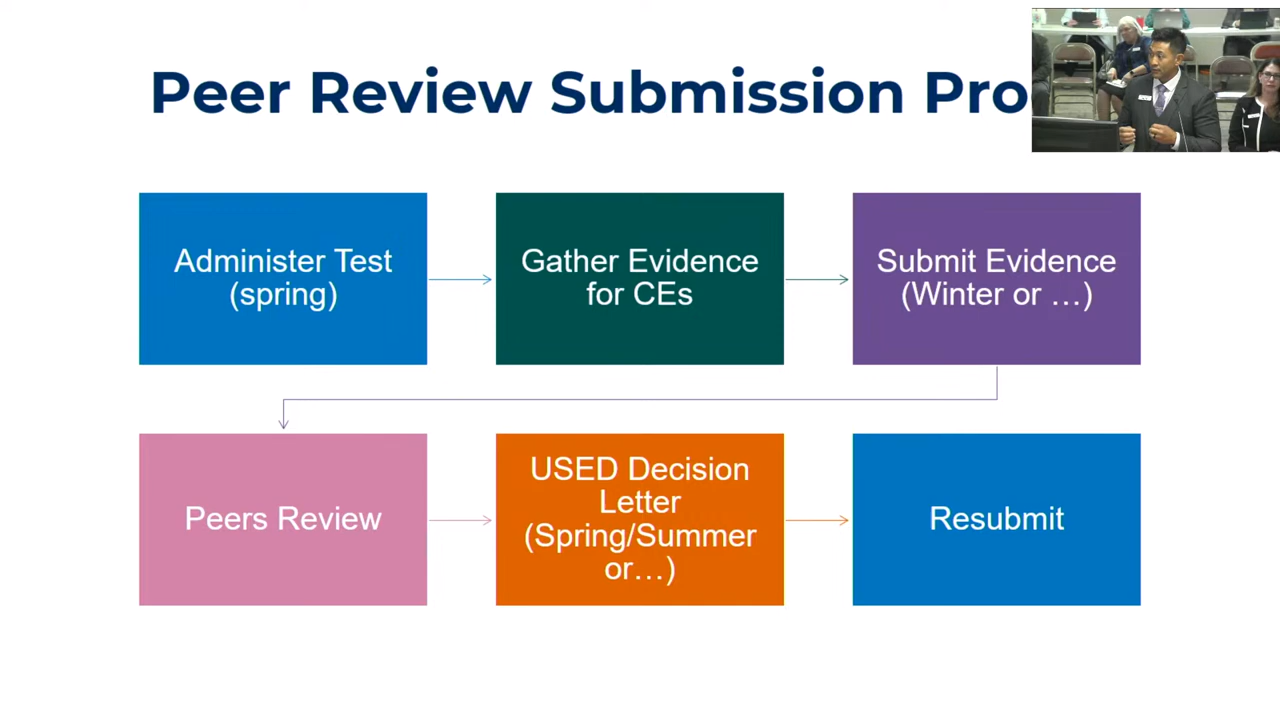 Peer Review Submission Pro
Administer Test
(spring)
Gather Evidence
for CEs
Submit Evidence
(Winter or …)
Peers Review
USED Decision
Letter
(Spring/Summer
or…)
Resubmit